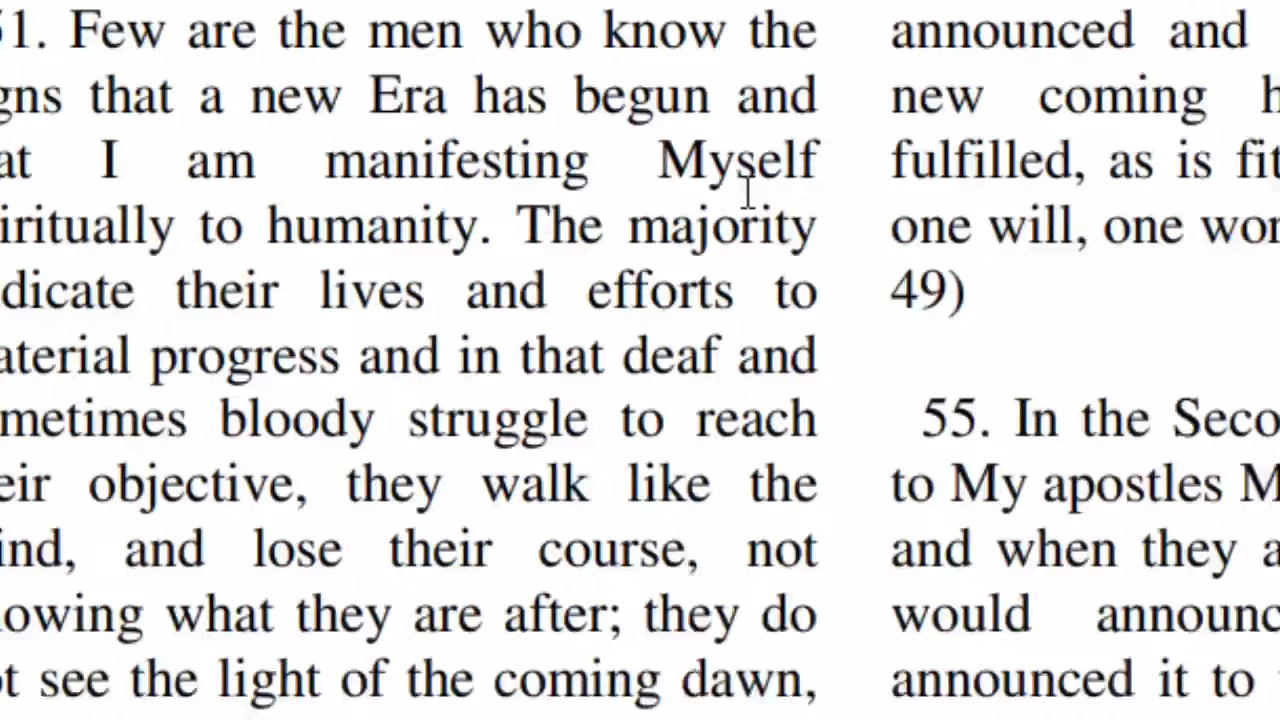 51. Few are the men who know the
gns that a new Era has begun and
at I am manifesting Myself
iritually to humanity. The majority
dicate their lives and efforts to
aterial progress and in that deaf and
metimes bloody struggle to reach
eir objective, they walk like the
ind, and lose their course, not
owing what they are after; they do
t see the light of the coming dawn,
announced and
new coming h
fulfilled, as is fit
one will, one wor
49)
55. In the Seco
to My apostles M
and when they a
would announc
announced it to